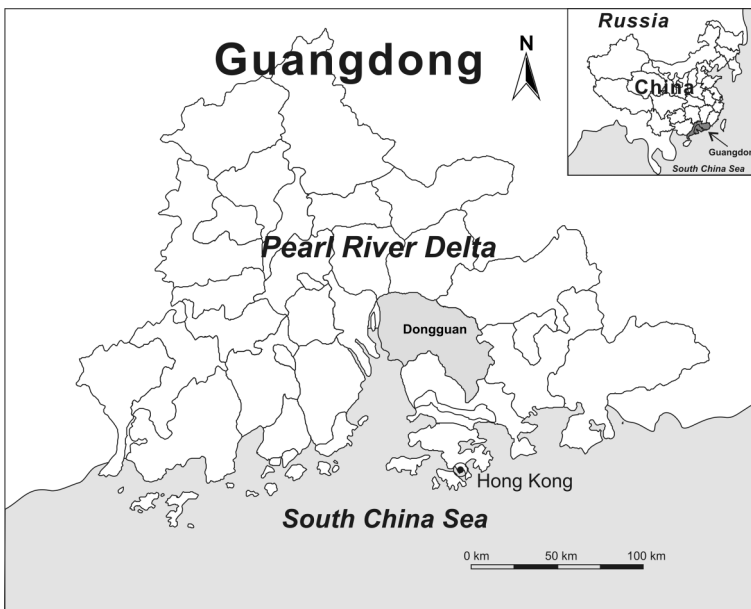 Guangdong
N
Russia
China
Guangdon
South China Sea
Pearl River Delta
Dongguan
Hong Kong
South China Sea
0 km 50 km 100 km